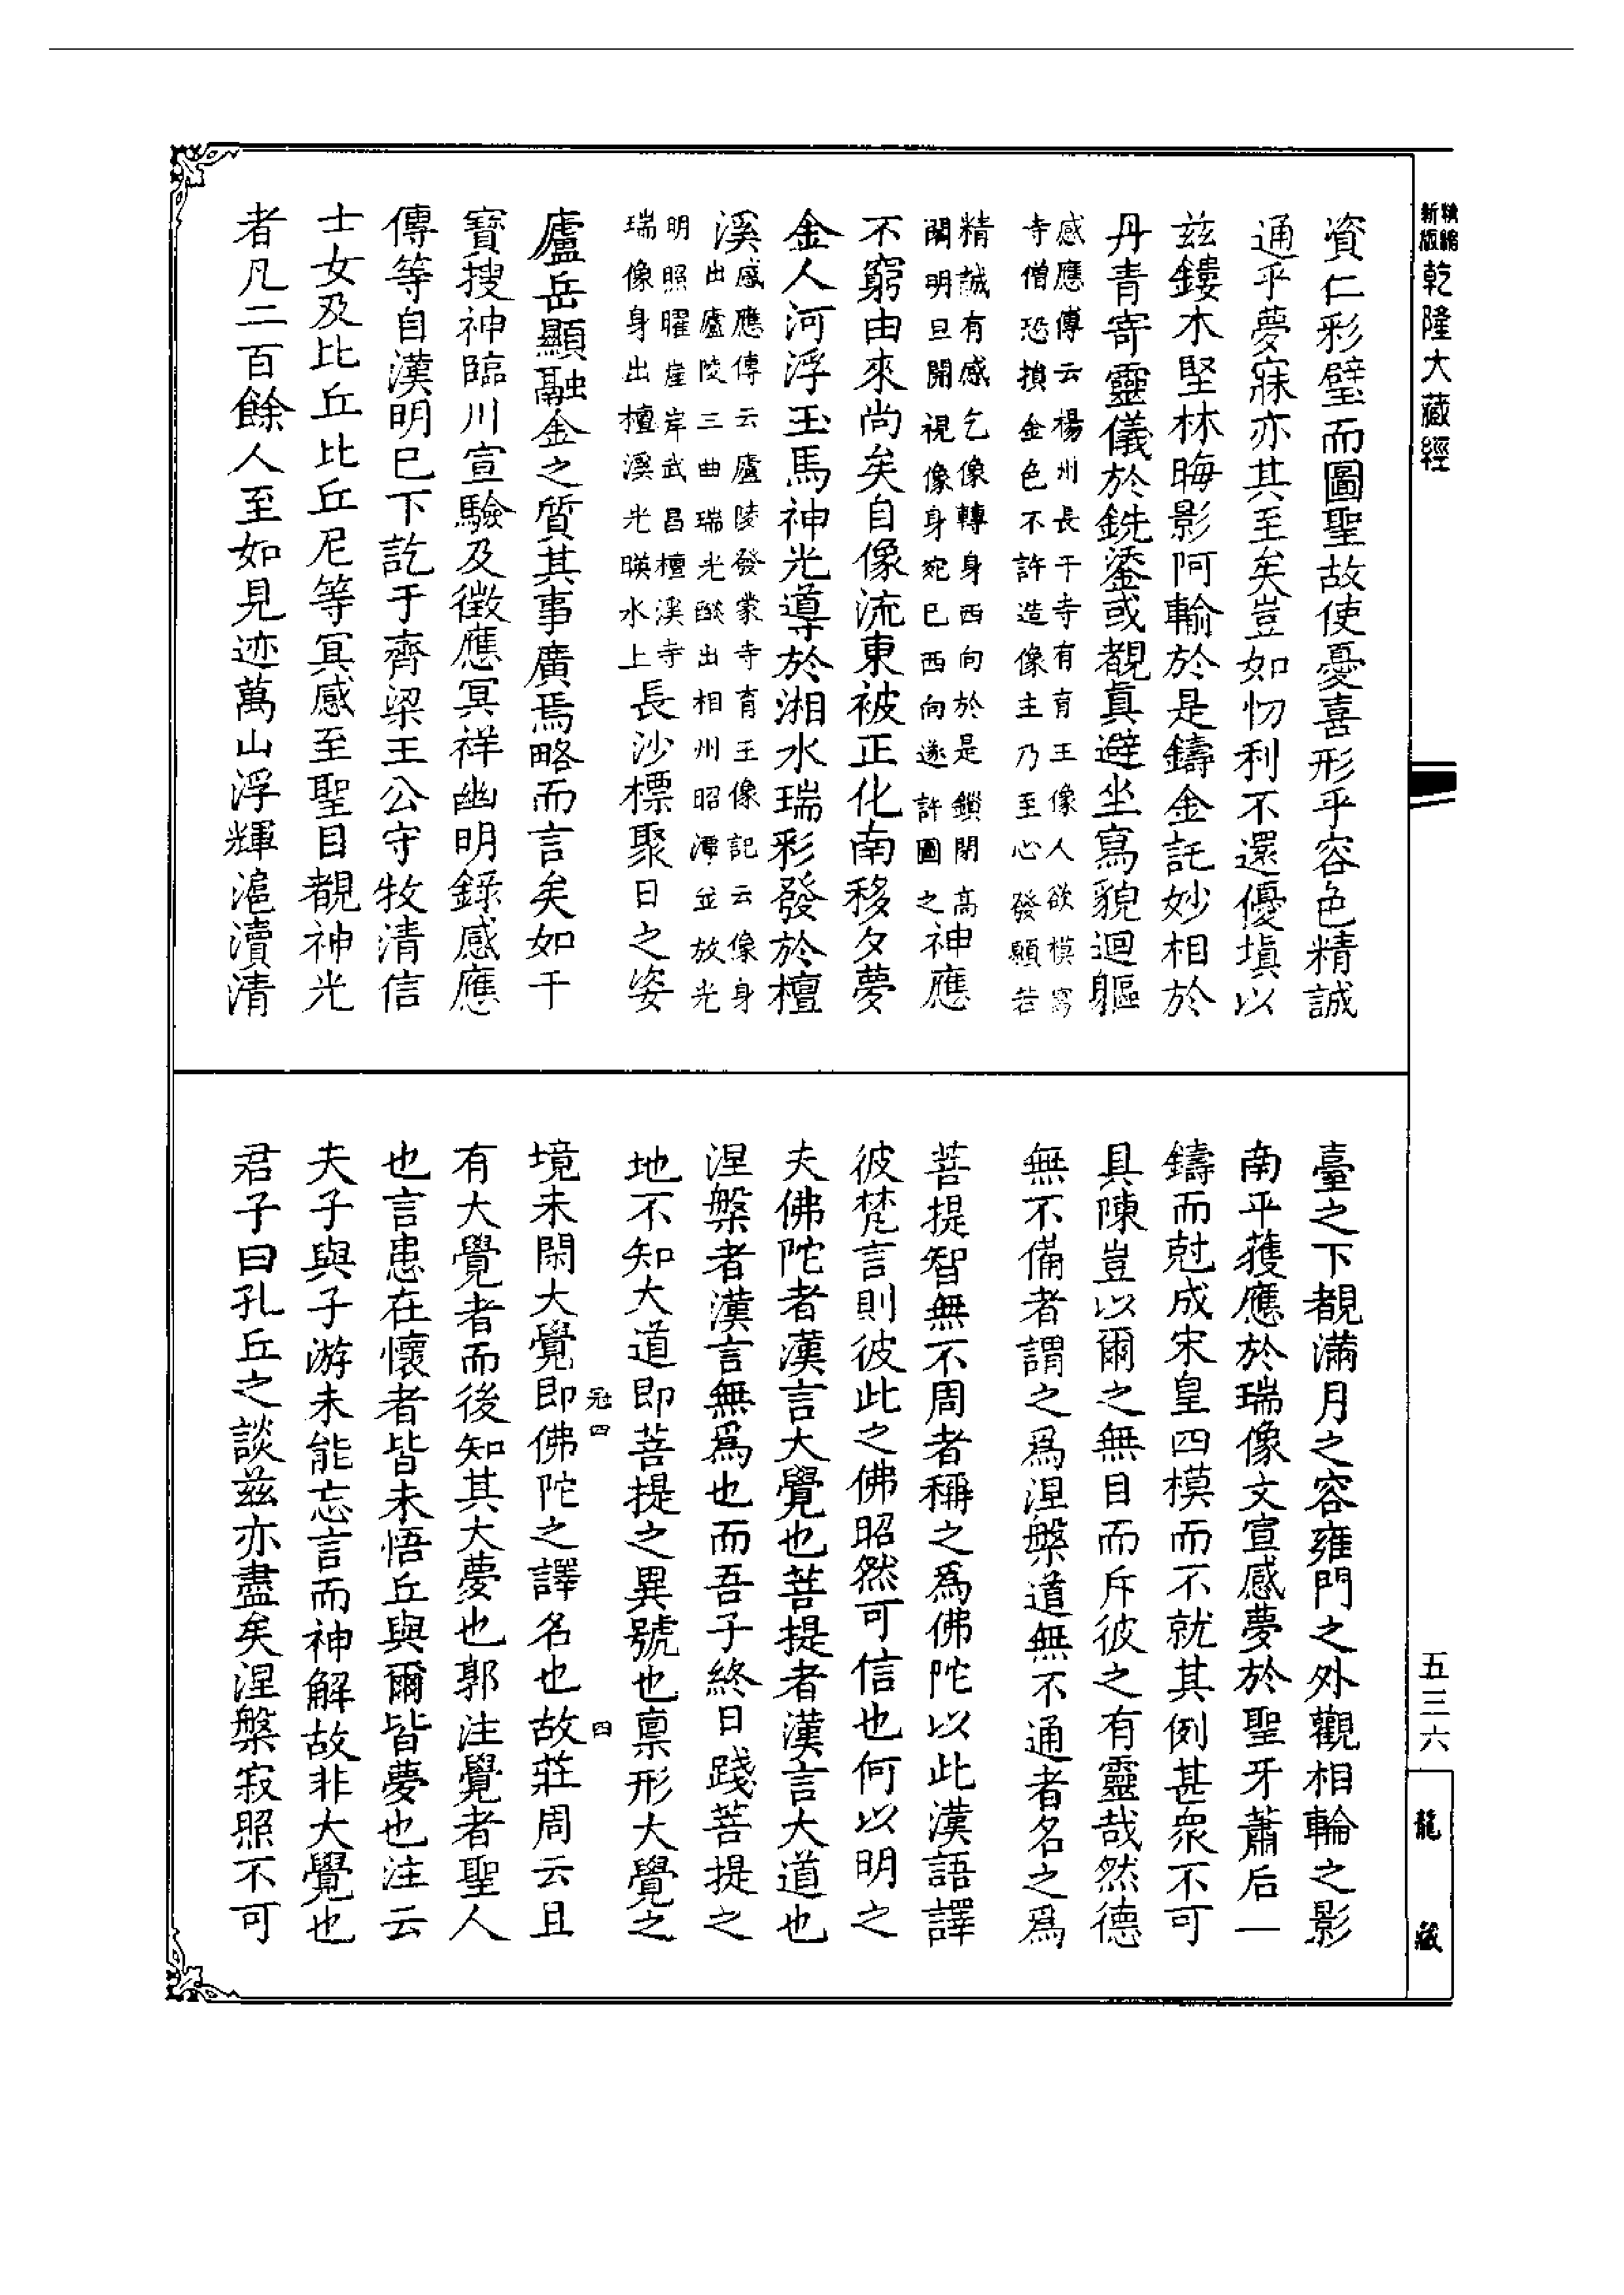 精縮
新版
乾隆大藏經
資仁彩璧而圖聖故使憂喜形乎容色精誠
通乎夢寐亦其至矣豈如忉利不還優填以
茲鏤木堅林晦影阿輸於是鑄金託妙相於
丹青寄靈儀於銑鋈或覩真避坐寫貌迴軀
感應傳云楊州長干寺有育王像人欲模寫
寺僧恐損金色不許造像主乃至心發願若
精誠有感乞像轉身西向於是鎖閉高
閣明旦開視像身宛已西向遂許圖之神應
不窮由來尚矣自像流東被正化南移夕夢
金人河浮玉馬神光導於湘水瑞彩發於檀
溪感應傳云廬陵發蒙寺育王像記云像身
出廬陵三曲瑞光趺出相州昭潭並放光
明照曜崖岸武昌檀溪寺
瑞像身出檀溪光暎水上長沙標聚日之姿
廬岳顯融金之質其事廣焉略而言矣如干
寶搜神臨川宣驗及徵應冥祥幽明錄感應
傳等自漢明已下訖于齊梁王公守牧清信
士女及比丘比丘尼等冥感至聖目覩神光
者凡二百餘人至如見迹萬山浮輝滬瀆清
臺之下覩滿月之容雍門之外觀相輪之影
南平獲應於瑞像文宣感夢於聖牙蕭后一
鑄而剋成宋皇四模而不就其例甚眾不可
具陳豈以爾之無目而斥彼之有靈哉然德
無不備者謂之為涅槃道無不通者名之為
菩提智無不周者稱之為佛陀以此漢語譯
彼梵言則彼此之佛昭然可信也何以明之
夫佛陀者漢言大覺也菩提者漢言大道也
涅槃者漢言無為也而吾子終日踐菩提之
地不知大道即菩提之異號也稟形大覺之
冠四
四
境未閑大覺即佛陀之譯名也故莊周云且
有大覺者而後知其大夢也郭注覺者聖人
也言患在懷者皆未悟丘與爾皆夢也注云
夫子與子游未能忘言而神解故非大覺也
君子曰孔丘之談茲亦盡矣涅槃寂照不可
五三六
龍藏